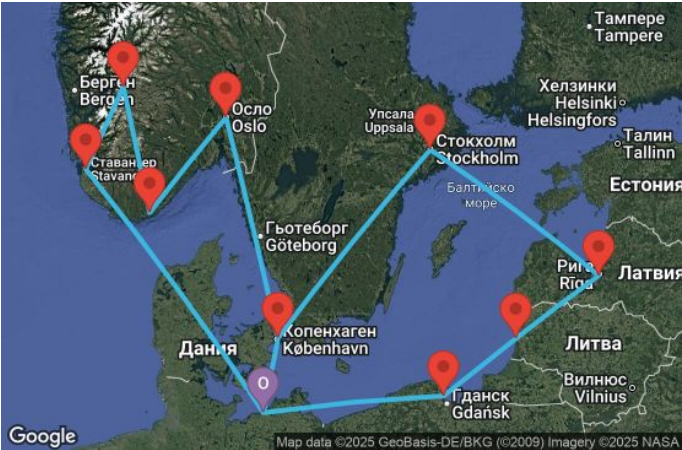 Тампере
Tampere
Берген
Bergen
Хелзинки
Helsinki
Helsingfors
Осло
Oslo
Упсала
Uppsala
Стокхолм
Stockholm
Талин
Tallinn
Ставангер
Stavanger
Балтийско
море
Естония
Гьотеборг
Göteborg
Рига
Rīga
Латвия
Копенхаген
København
Дания
Литва
0
Вилнюс
Vilnius
Гданск
Gdańsk
Google
Map data ©2025 GeoBasis-DE/BKG (©2009) Imagery ©2025 NASA